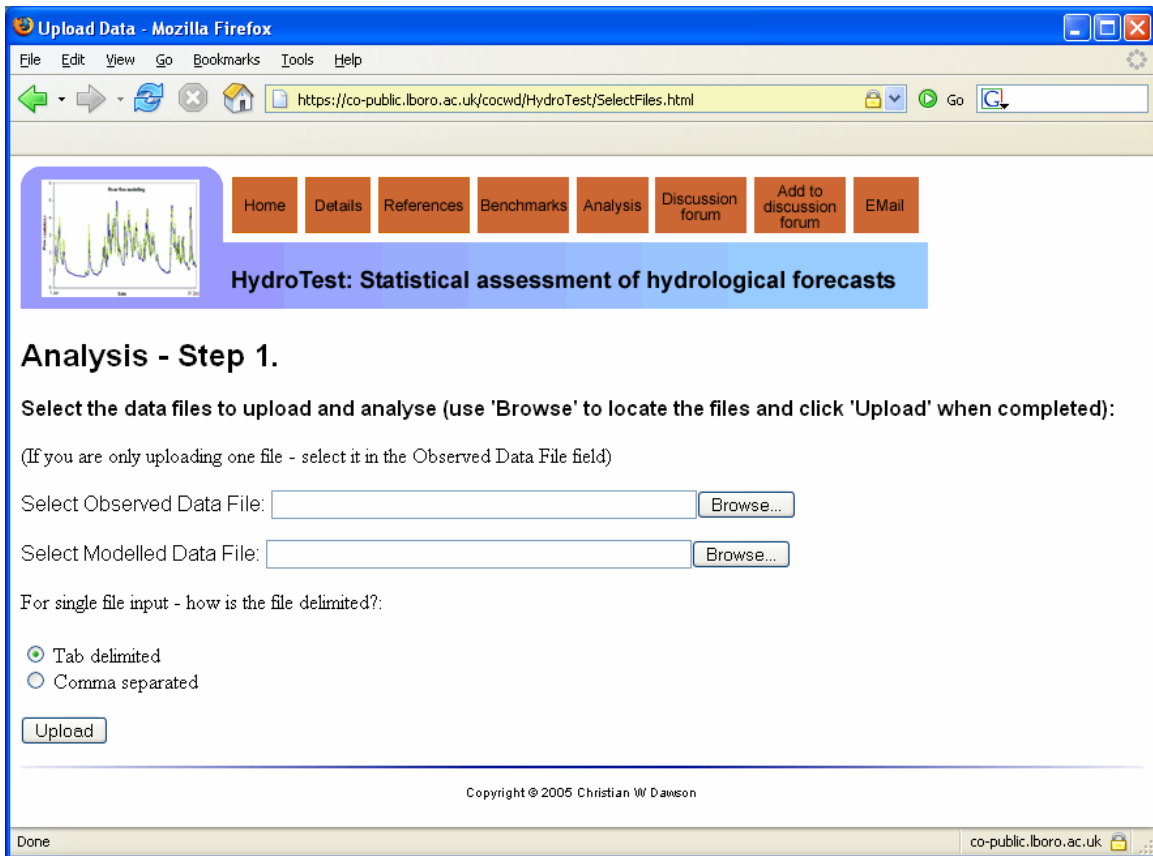 Upload Data - Mozilla Firefox
File Edit View Go Bookmarks Tools Help
https://co-public.lboro.ac.uk/cocwd/HydroTest/SelectFiles.html Go G
River flow modelling
Home Details References Benchmarks Analysis Discussion forum Add to discussion forum EMail
HydroTest: Statistical assessment of hydrological forecasts
Analysis - Step 1.
Select the data files to upload and analyse (use 'Browse' to locate the files and click 'Upload' when completed):
(If you are only uploading one file - select it in the Observed Data File field)
Select Observed Data File: Browse...
Select Modelled Data File: Browse...
For single file input - how is the file delimited?:
Tab delimited
Comma separated
Upload
Copyright © 2005 Christian W Dawson
Done co-public.lboro.ac.uk